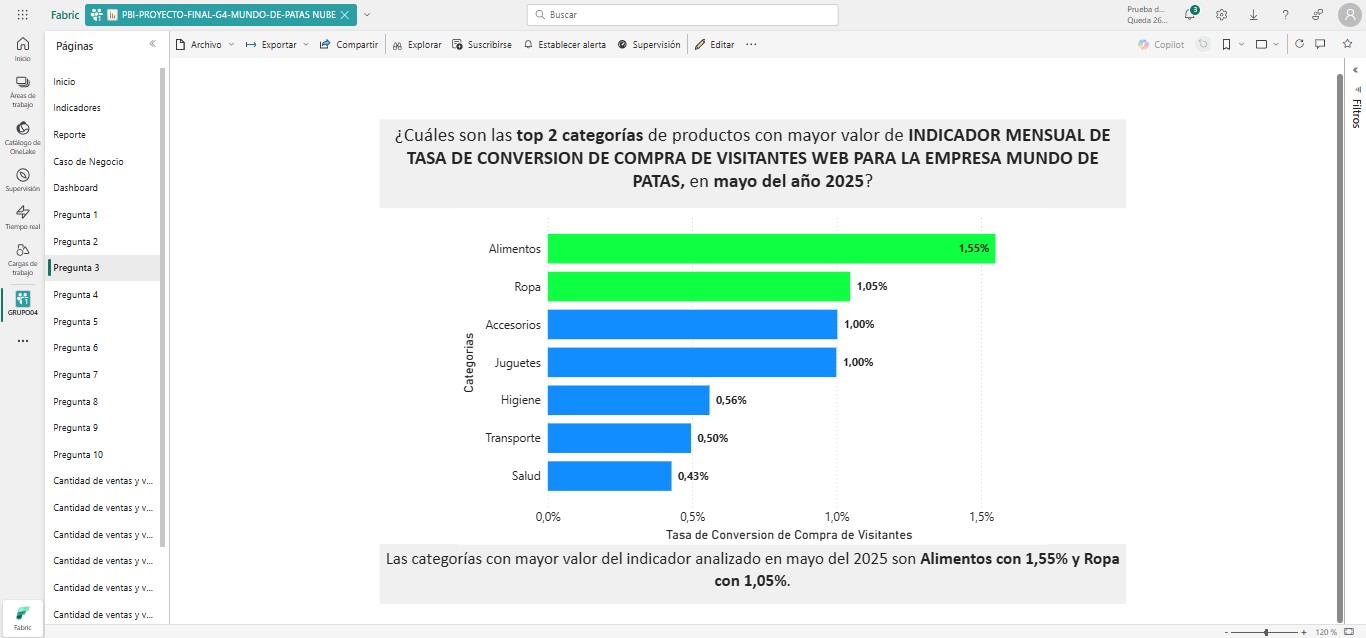 Fabric
PBI-PROYECTO-FINAL-G4-MUNDO-DE-PATAS NUBE
Buscar
Prueba d...
Queda 26...
3
Inicio
Áreas de trabajo
Catálogo de OneLake
Supervisión
Tiempo real
Cargas de trabajo
GRUPO04
Fabric
Páginas
Inicio
Indicadores
Reporte
Caso de Negocio
Dashboard
Pregunta 1
Pregunta 2
Pregunta 3
Pregunta 4
Pregunta 5
Pregunta 6
Pregunta 7
Pregunta 8
Pregunta 9
Pregunta 10
Cantidad de ventas y v...
Cantidad de ventas y v...
Cantidad de ventas y v...
Cantidad de ventas y v...
Cantidad de ventas y v...
Cantidad de ventas y v...
Archivo
Exportar
Compartir
Explorar
Suscribirse
Establecer alerta
Supervisión
Editar
Copilot
Filtros
¿Cuáles son las top 2 categorías de productos con mayor valor de INDICADOR MENSUAL DE
TASA DE CONVERSION DE COMPRA DE VISITANTES WEB PARA LA EMPRESA MUNDO DE
PATAS, en mayo del año 2025?
Categorias
Alimentos 1,55%
Ropa 1,05%
Accesorios 1,00%
Juguetes 1,00%
Higiene 0,56%
Transporte 0,50%
Salud 0,43%
0,0% 0,5% 1,0% 1,5%
Tasa de Conversion de Compra de Visitantes
Las categorías con mayor valor del indicador analizado en mayo del 2025 son Alimentos con 1,55% y Ropa
con 1,05%.
- + 120 %